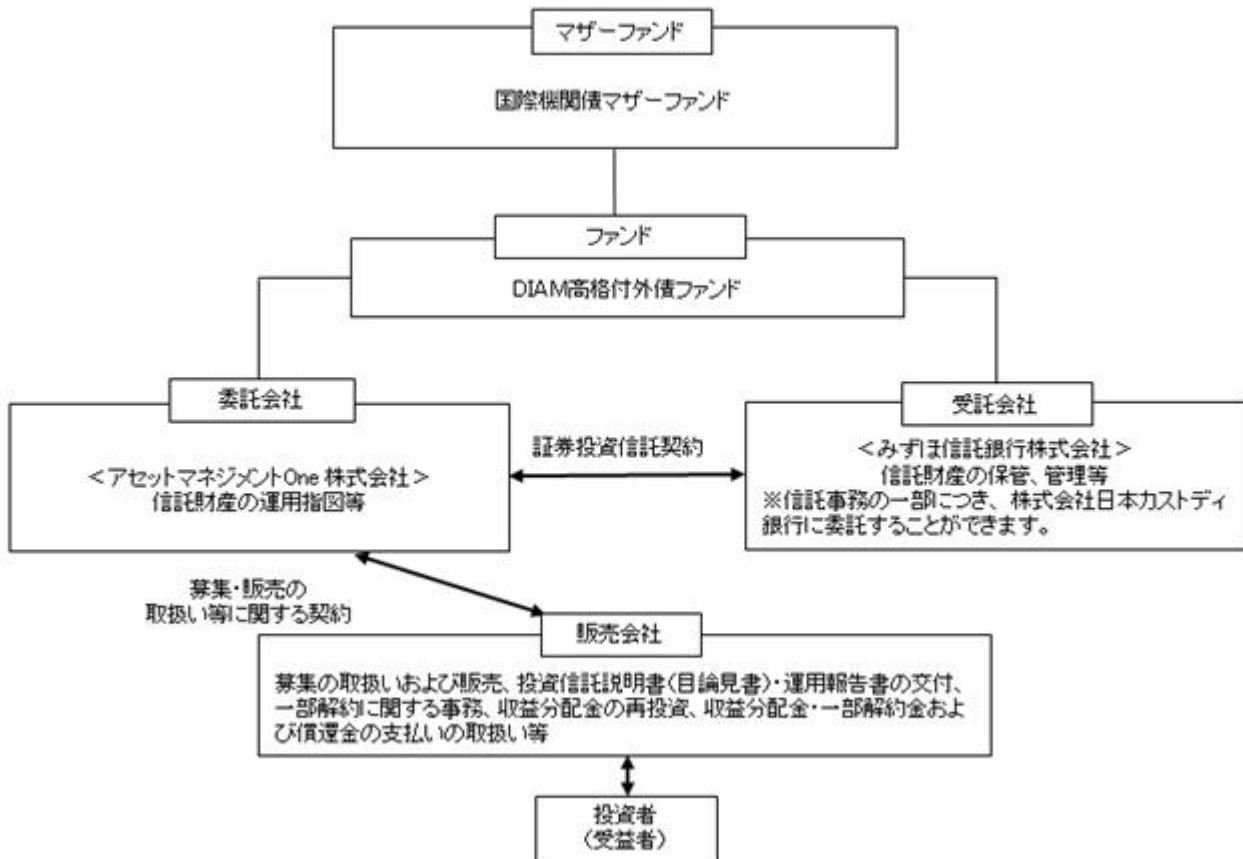 マザーファンド
国際機関債マザーファンド
ファンド
DIAM高格付外債ファンド
委託会社
＜アセットマネジメントOne 株式会社＞
信託財産の運用指図等
証券投資信託契約
受託会社
＜みずほ信託銀行株式会社＞
信託財産の保管、管理等
※信託事務の一部につき、株式会社日本カストディ
銀行に委託することができます。
募集・販売の
取扱い等に関する契約
販売会社
募集の取扱いおよび販売、投資信託説明書（目論見書）・運用報告書の交付、
一部解約に関する事務、収益分配金の再投資、収益分配金・一部解約金およ
び償還金の支払いの取扱い等
投資者
（受益者）